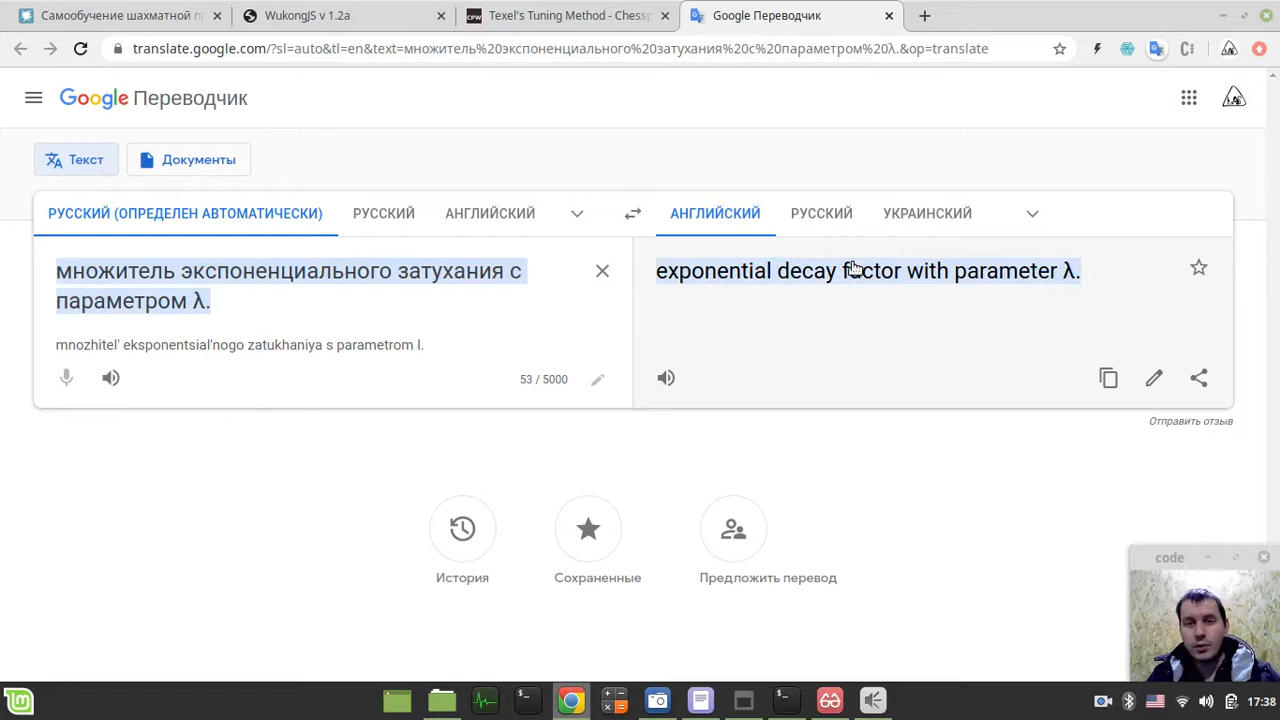 Самообучение шахматной пр
WukongJS v 1.2a
CPW
Texel's Tuning Method - Chessp
Google Переводчик
translate.google.com/?sl=auto&tl=en&text=множитель%20экспоненциального%20затухания%20с%20параметром%20λ.&op=translate
Google Переводчик
Текст
Документы
РУССКИЙ (ОПРЕДЕЛЕН АВТОМАТИЧЕСКИ)
РУССКИЙ
АНГЛИЙСКИЙ
АНГЛИЙСКИЙ
РУССКИЙ
УКРАИНСКИЙ
множитель экспоненциального затухания с
параметром λ.
mnozhitel' eksponentsial'nogo zatukhaniya s parametrom l.
53 / 5000
exponential decay factor with parameter λ.
Отправить отзыв
История
Сохраненные
Предложить перевод
code
17:38